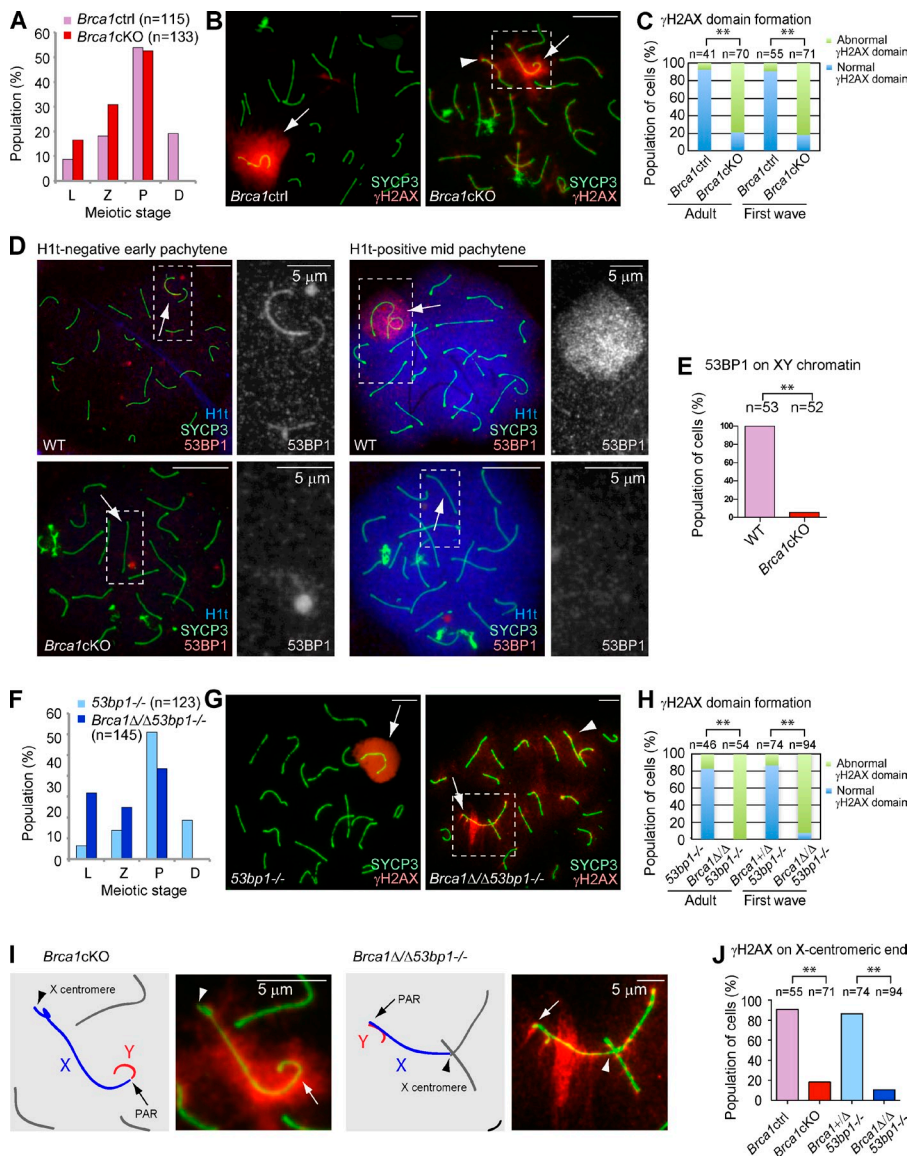 A
Brca1ctrl (n=115)
Brca1cKO (n=133)
Population (%)
60
50
40
30
20
10
L Z P D
Meiotic stage
B
Brca1ctrl
SYCP3
γH2AX
Brca1cKO
SYCP3
γH2AX
C
γH2AX domain formation
** **
n=41 n=70 n=55 n=71
Abnormal
γH2AX domain
Normal
γH2AX domain
Population of cells (%)
100
80
60
40
20
0
Brca1ctrl
Brca1cKO
Brca1ctrl
Brca1cKO
Adult First wave
D
H1t-negative early pachytene
H1t-positive mid pachytene
WT
H1t
SYCP3
53BP1
5 μm
53BP1
WT
H1t
SYCP3
53BP1
5 μm
53BP1
Brca1cKO
H1t
SYCP3
53BP1
5 μm
53BP1
H1t
SYCP3
53BP1
5 μm
53BP1
E
53BP1 on XY chromatin
**
n=53 n=52
Population of cells (%)
100
80
60
40
20
0
WT
Brca1cKO
F
53bp1-/- (n=123)
Brca1Δ/Δ53bp1-/-
(n=145)
Population (%)
60
50
40
30
20
10
0
L Z P D
Meiotic stage
G
53bp1-/-
SYCP3
γH2AX
Brca1Δ/Δ53bp1-/-
SYCP3
γH2AX
H
γH2AX domain formation
** **
n=46 n=54 n=74 n=94
Abnormal
γH2AX domain
Normal
γH2AX domain
Population of cells (%)
100
80
60
40
20
0
53bp1-/-
Brca1Δ/Δ
53bp1-/-
Brca1+/Δ
53bp1-/-
Brca1Δ/Δ
53bp1-/-
Adult First wave
I
Brca1cKO
X centromere
Y
X
PAR
5 μm
Brca1Δ/Δ53bp1-/-
PAR
Y
X
X centromere
5 μm
J
γH2AX on X-centromeric end
** **
n=55 n=71 n=74 n=94
Population of cells (%)
100
80
60
40
20
0
Brca1ctrl
Brca1cKO
Brca1+/Δ
53bp1-/-
Brca1Δ/Δ
53bp1-/-